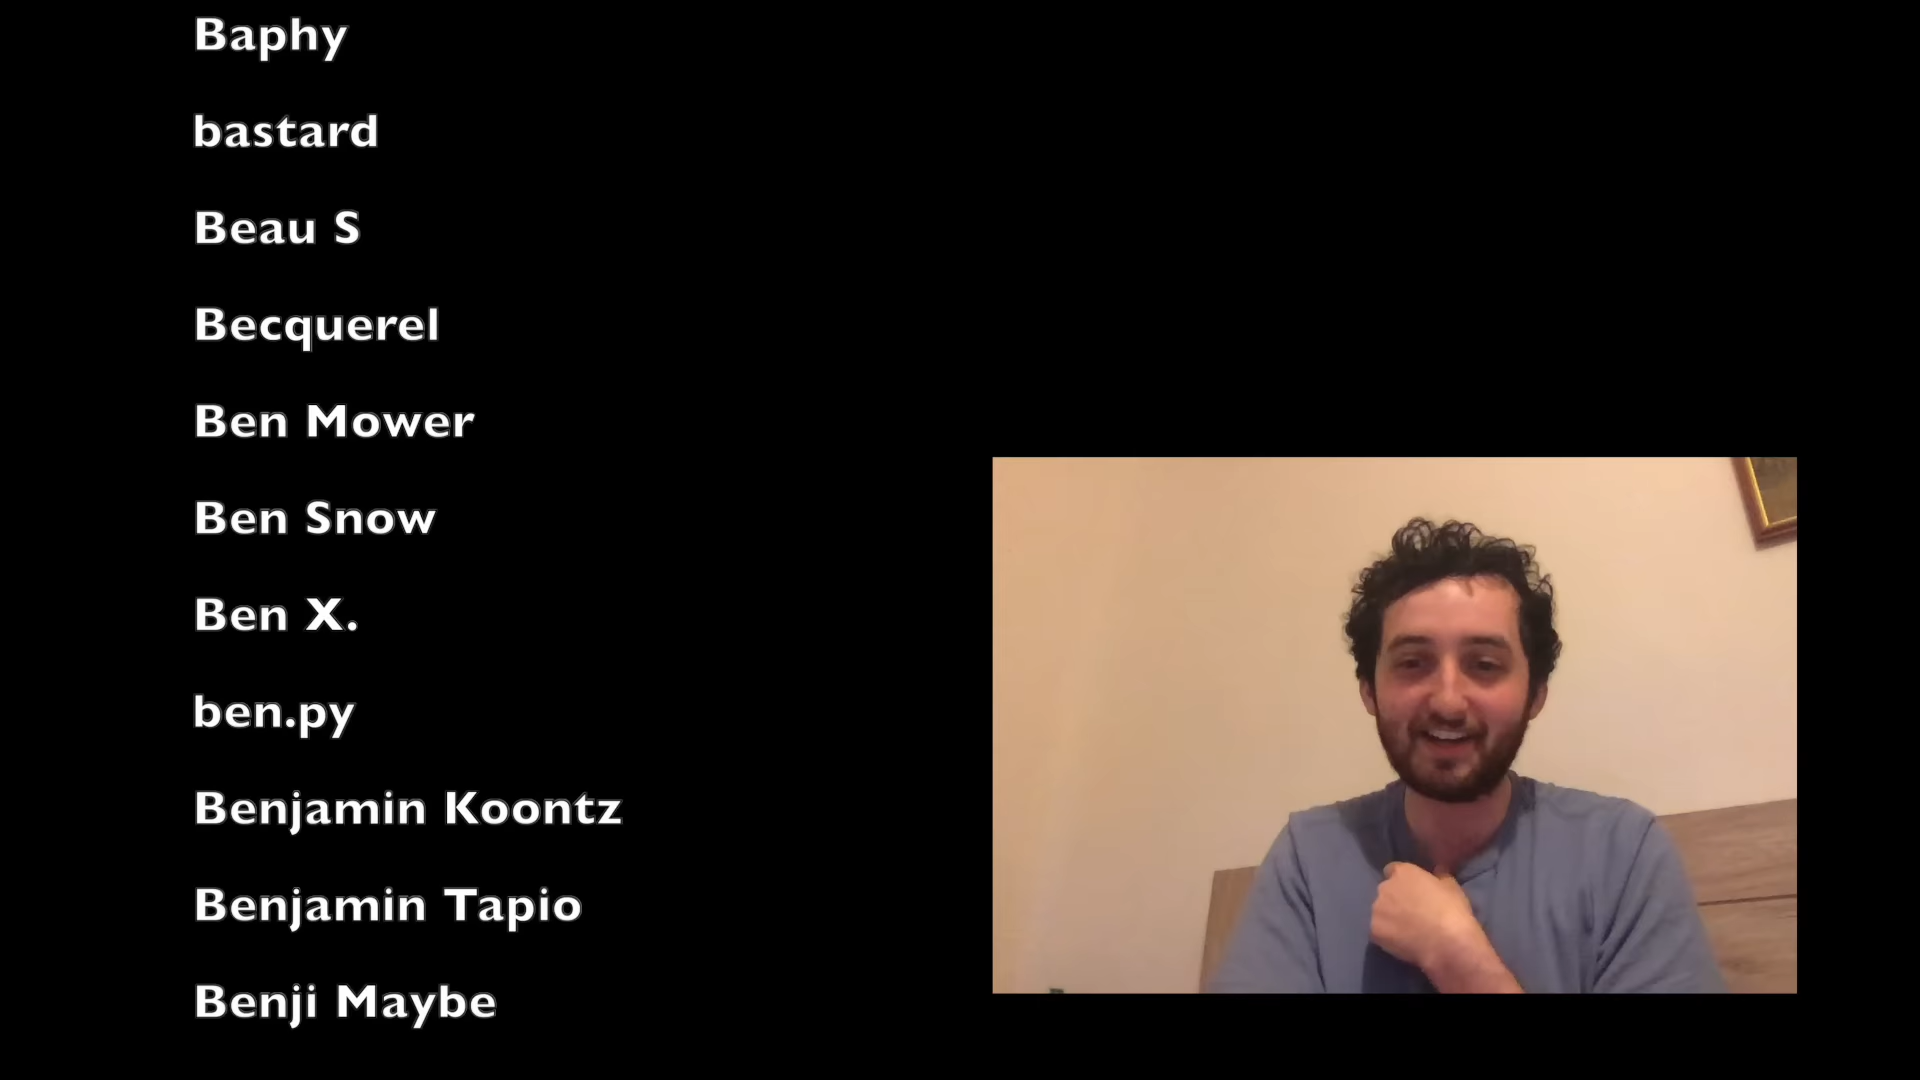 Baphy
bastard
Beau S
Becquerel
Ben Mower
Ben Snow
Ben X.
ben.py
Benjamin Koontz
Benjamin Tapio
Benji Maybe